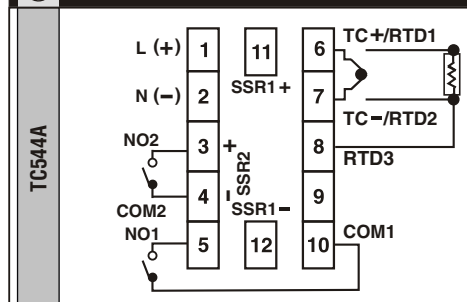 TC544A
L (+) 1 11 6 TC+/RTD1
SSR1+
N (−) 2 7 TC−/RTD2
NO2 3 + 8 RTD3
SSR2
COM2 4 - 9
SSR1−
NO1 5 12 10 COM1